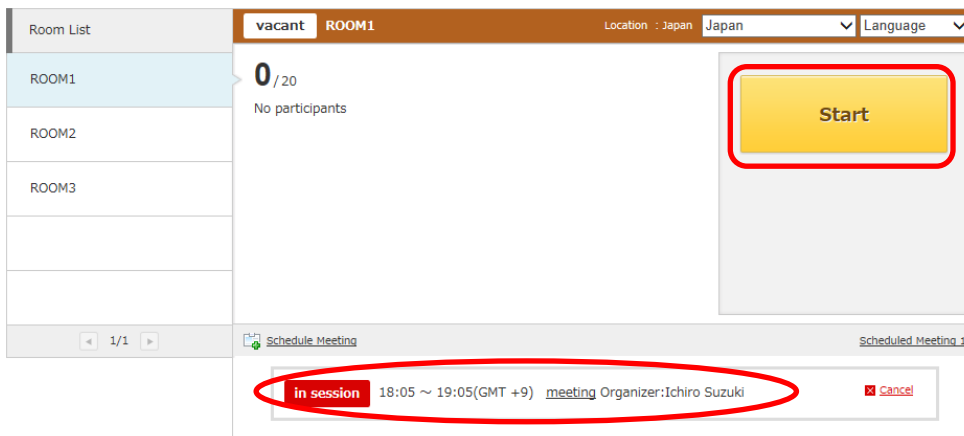 Room List
vacant ROOM1 Location : Japan Japan Language
ROOM1
0/20
No participants
Start
ROOM2
ROOM3
1/1
Schedule Meeting Scheduled Meeting 1
in session 18:05 ～ 19:05(GMT +9) meeting Organizer:Ichiro Suzuki Cancel